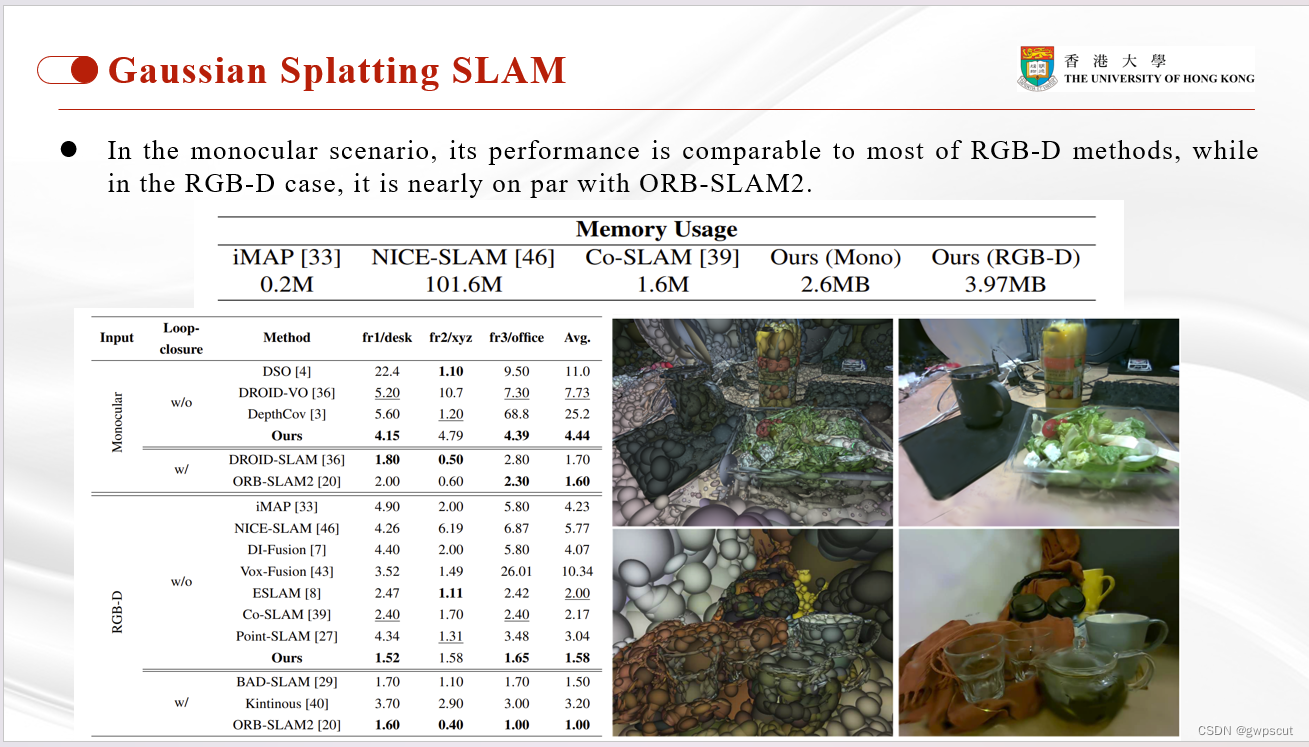 Gaussian Splatting SLAM
香港大學
THE UNIVERSITY OF HONG KONG
● In the monocular scenario, its performance is comparable to most of RGB-D methods, while
in the RGB-D case, it is nearly on par with ORB-SLAM2.
Memory Usage
iMAP [33] NICE-SLAM [46] Co-SLAM [39] Ours (Mono) Ours (RGB-D)
0.2M 101.6M 1.6M 2.6MB 3.97MB
Input Loop-closure Method fr1/desk fr2/xyz fr3/office Avg.
Monocular
w/o
DSO [4] 22.4 1.10 9.50 11.0
DROID-VO [36] 5.20 10.7 7.30 7.73
DepthCov [3] 5.60 1.20 68.8 25.2
Ours 4.15 4.79 4.39 4.44
w/
DROID-SLAM [36] 1.80 0.50 2.80 1.70
ORB-SLAM2 [20] 2.00 0.60 2.30 1.60
RGB-D
w/o
iMAP [33] 4.90 2.00 5.80 4.23
NICE-SLAM [46] 4.26 6.19 6.87 5.77
DI-Fusion [7] 4.40 2.00 5.80 4.07
Vox-Fusion [43] 3.52 1.49 26.01 10.34
ESLAM [8] 2.47 1.11 2.42 2.00
Co-SLAM [39] 2.40 1.70 2.40 2.17
Point-SLAM [27] 4.34 1.31 3.48 3.04
Ours 1.52 1.58 1.65 1.58
w/
BAD-SLAM [29] 1.70 1.10 1.70 1.50
Kintinous [40] 3.70 2.90 3.00 3.20
ORB-SLAM2 [20] 1.60 0.40 1.00 1.00
CSDN @gwpscut